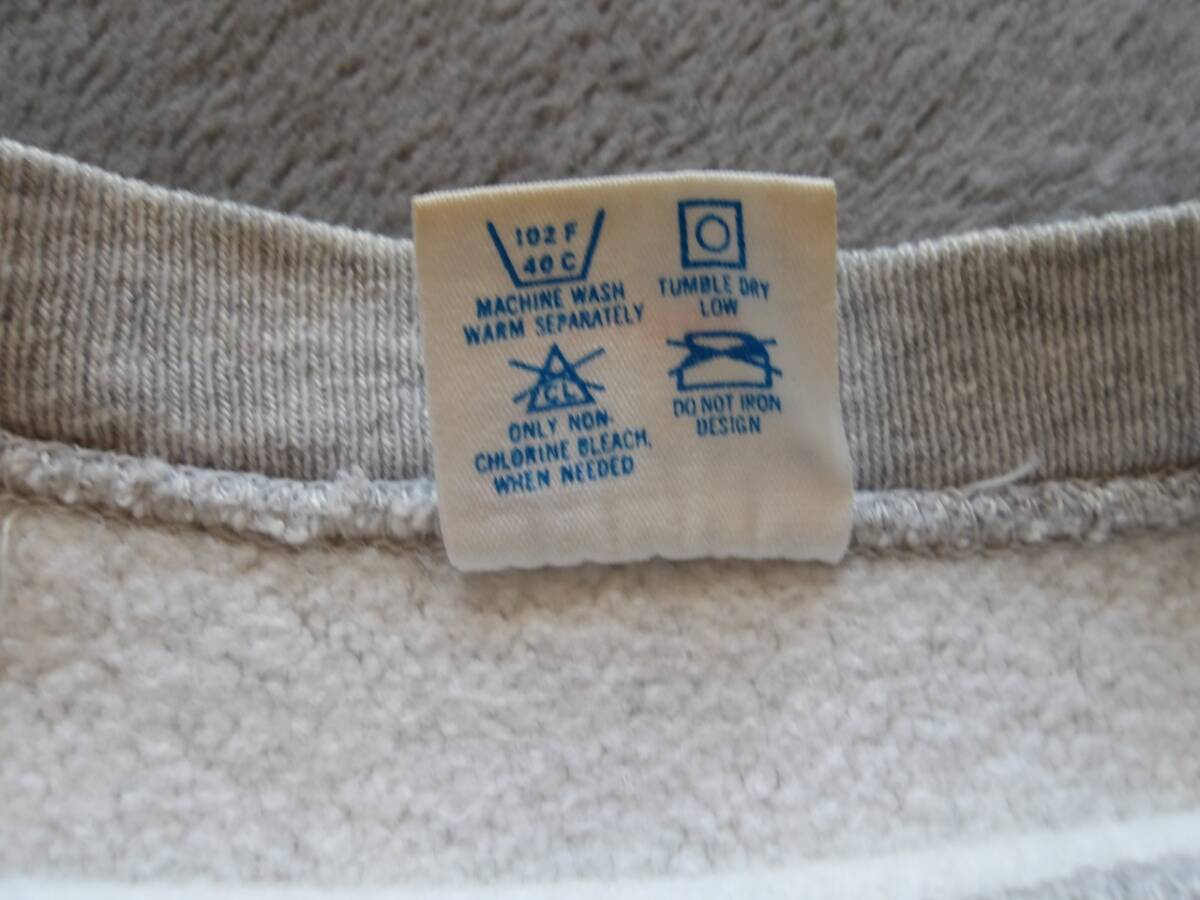 102 F
40 C
MACHINE WASH
WARM SEPARATELY
CL
ONLY NON-
CHLORINE BLEACH,
WHEN NEEDED
TUMBLE DRY
LOW
DO NOT IRON
DESIGN